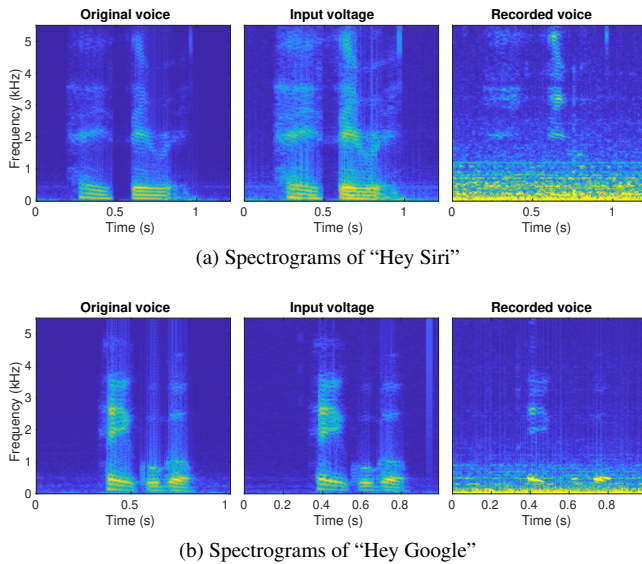 Original voice Input voltage Recorded voice
5
4
3
2
1
0
Frequency (kHz)
0 0.5 1 0 0.5 1 0 0.5 1
Time (s) Time (s) Time (s)
(a) Spectrograms of “Hey Siri”
Original voice Input voltage Recorded voice
5
4
3
2
1
0
Frequency (kHz)
0 0.5 1 0 0.2 0.4 0.6 0.8 0 0.2 0.4 0.6 0.8
Time (s) Time (s) Time (s)
(b) Spectrograms of “Hey Google”